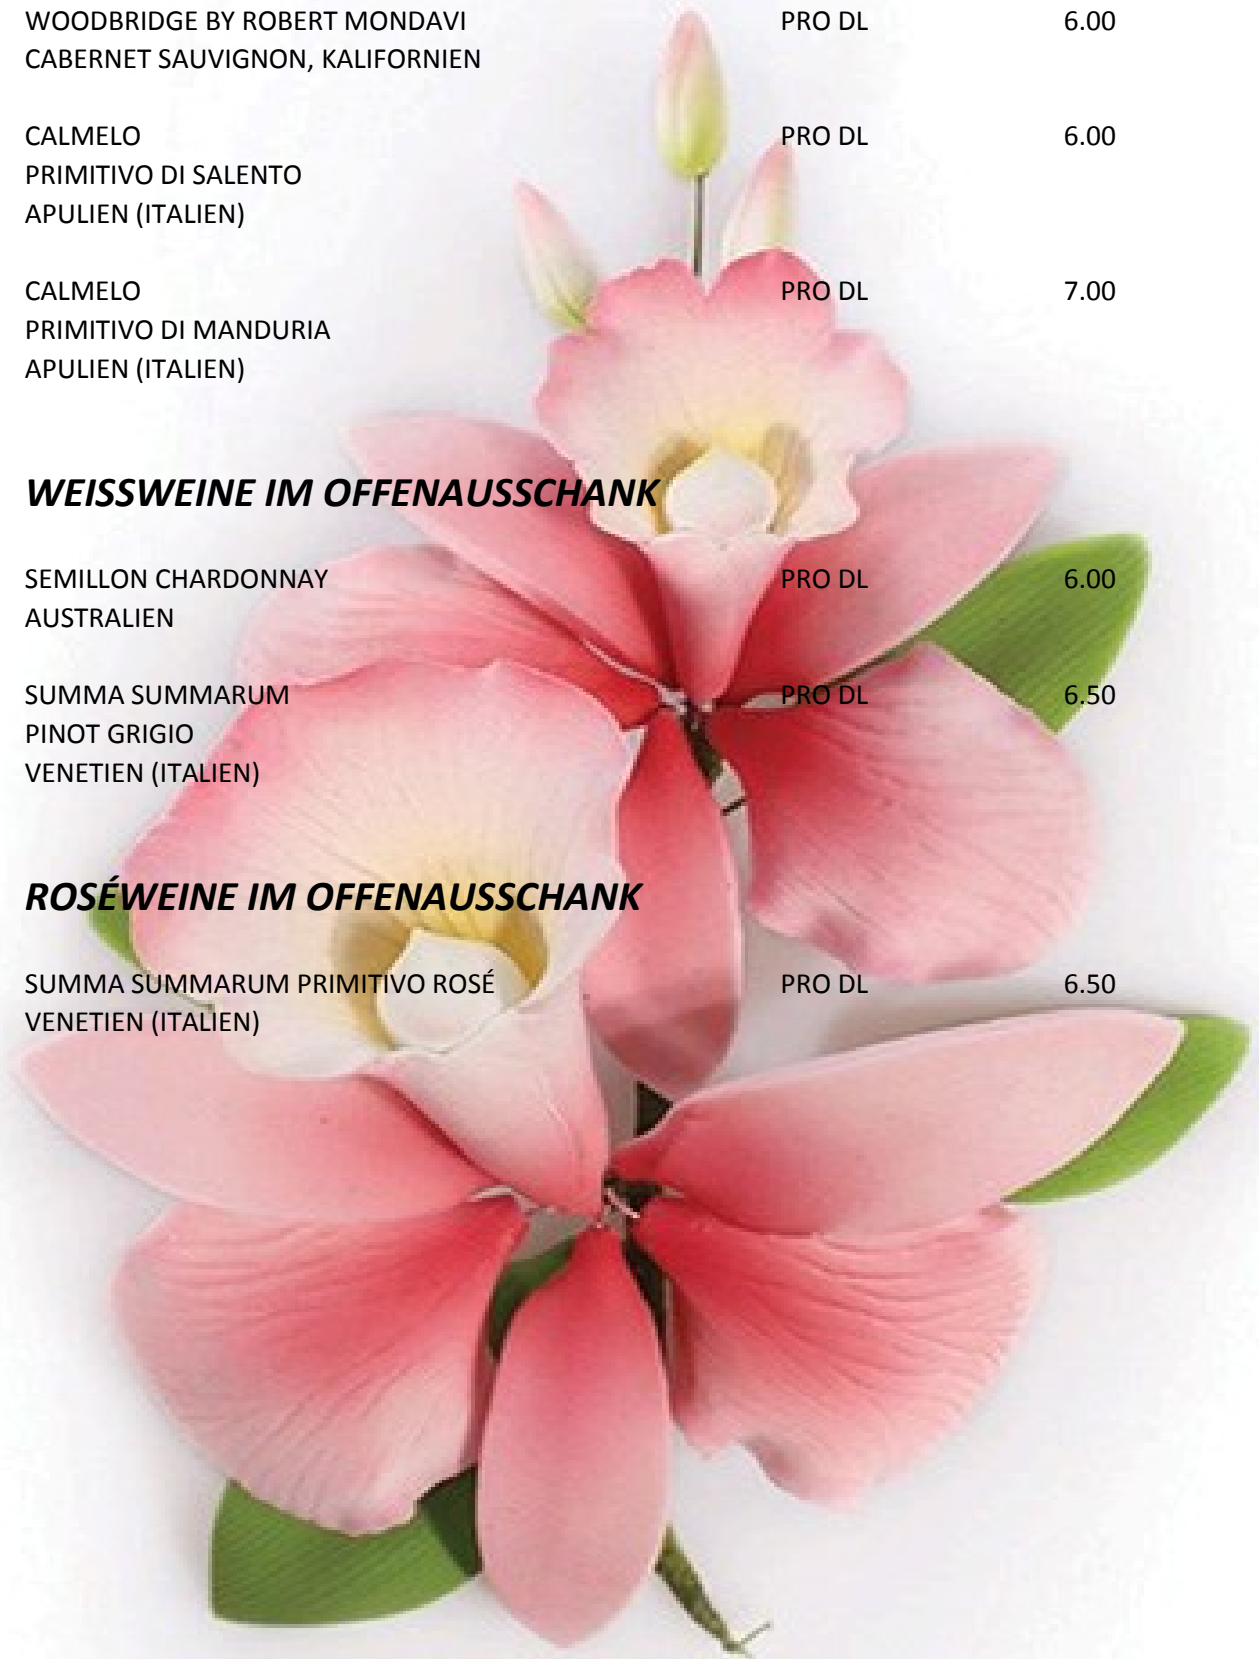 WOODBRIDGE BY ROBERT MONDAVI PRO DL 6.00
CABERNET SAUVIGNON, KALIFORNIEN
CALMELO PRO DL 6.00
PRIMITIVO DI SALENTO
APULIEN (ITALIEN)
CALMELO PRO DL 7.00
PRIMITIVO DI MANDURIA
APULIEN (ITALIEN)
WEISSWEINE IM OFFENAUSSCHANK
SEMILLON CHARDONNAY PRO DL 6.00
AUSTRALIEN
SUMMA SUMMARUM PRO DL 6.50
PINOT GRIGIO
VENETIEN (ITALIEN)
ROSÉWEINE IM OFFENAUSSCHANK
SUMMA SUMMARUM PRIMITIVO ROSÉ PRO DL 6.50
VENETIEN (ITALIEN)